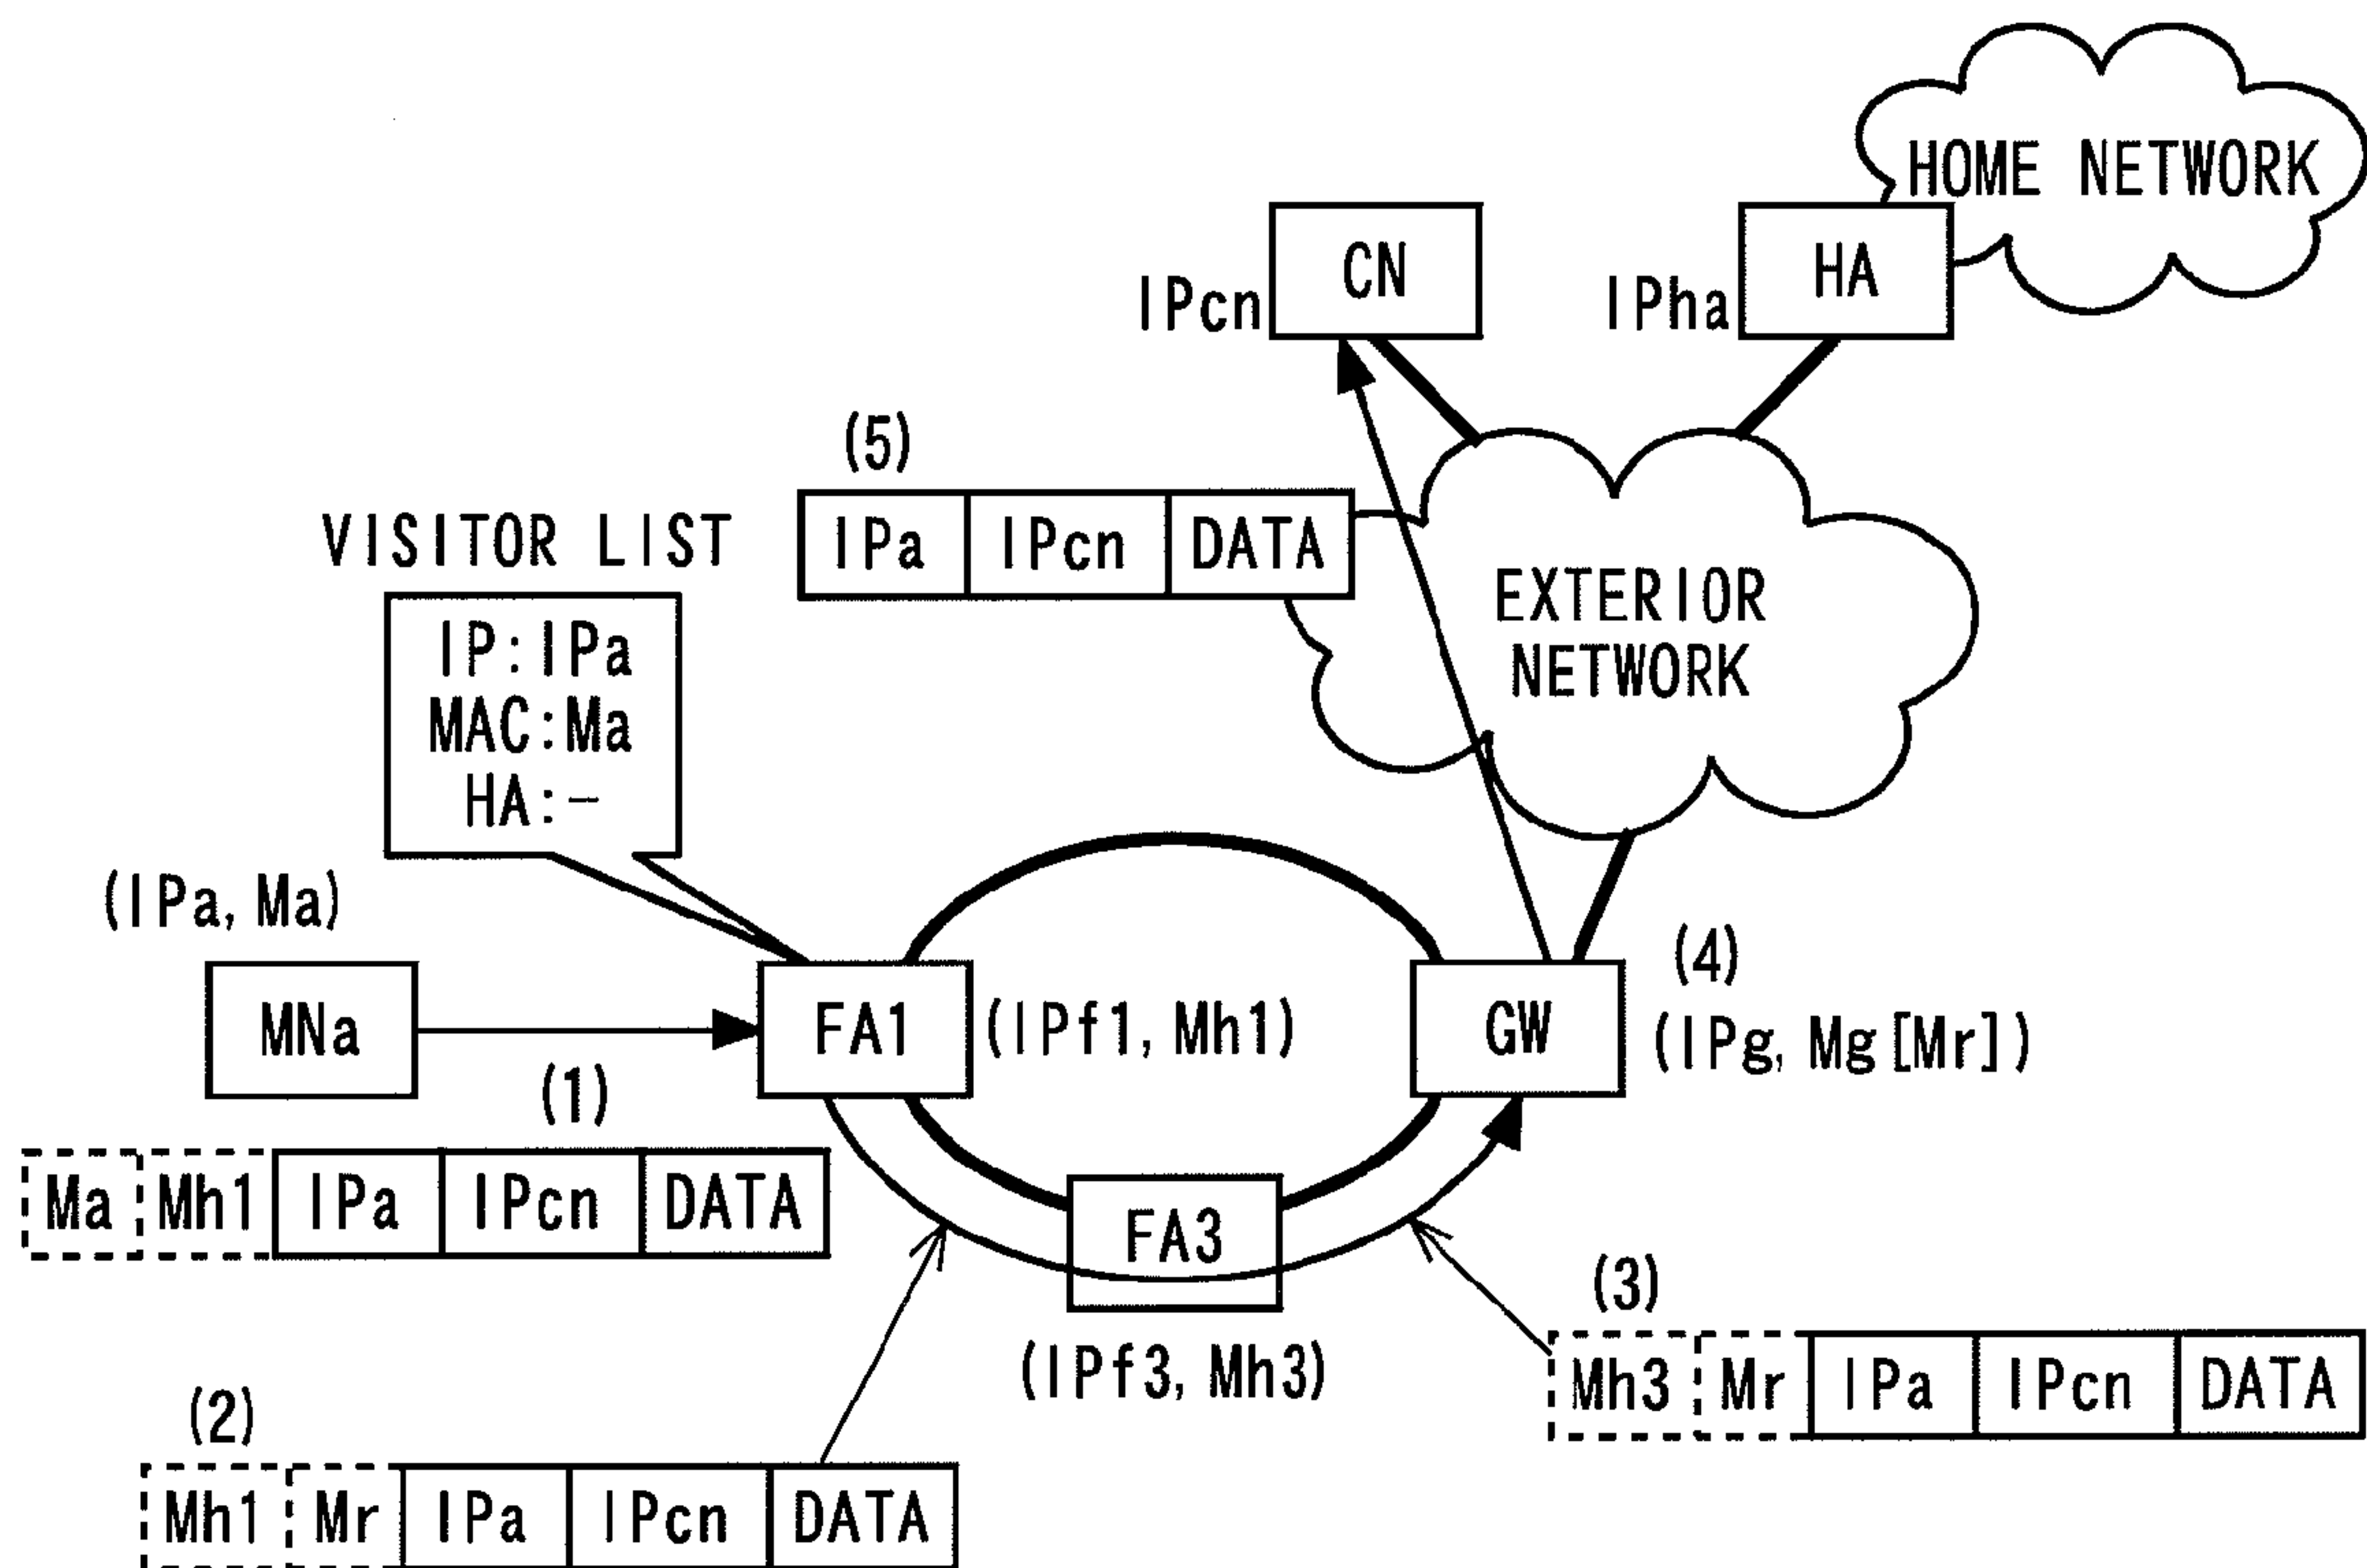 HOME NETWORK
CN
HA
IPcn
IPha
(5)
IPa IPcn DATA
VISITOR LIST
IP:IPa
MAC:Ma
HA:−
EXTERIOR
NETWORK
(IPa, Ma)
(4)
MNa
FA1
(IPf1, Mh1)
GW
(IPg, Mg[Mr])
(1)
Ma Mh1 IPa IPcn DATA
FA3
(IPf3, Mh3)
(3)
Mh3 Mr IPa IPcn DATA
(2)
Mh1 Mr IPa IPcn DATA